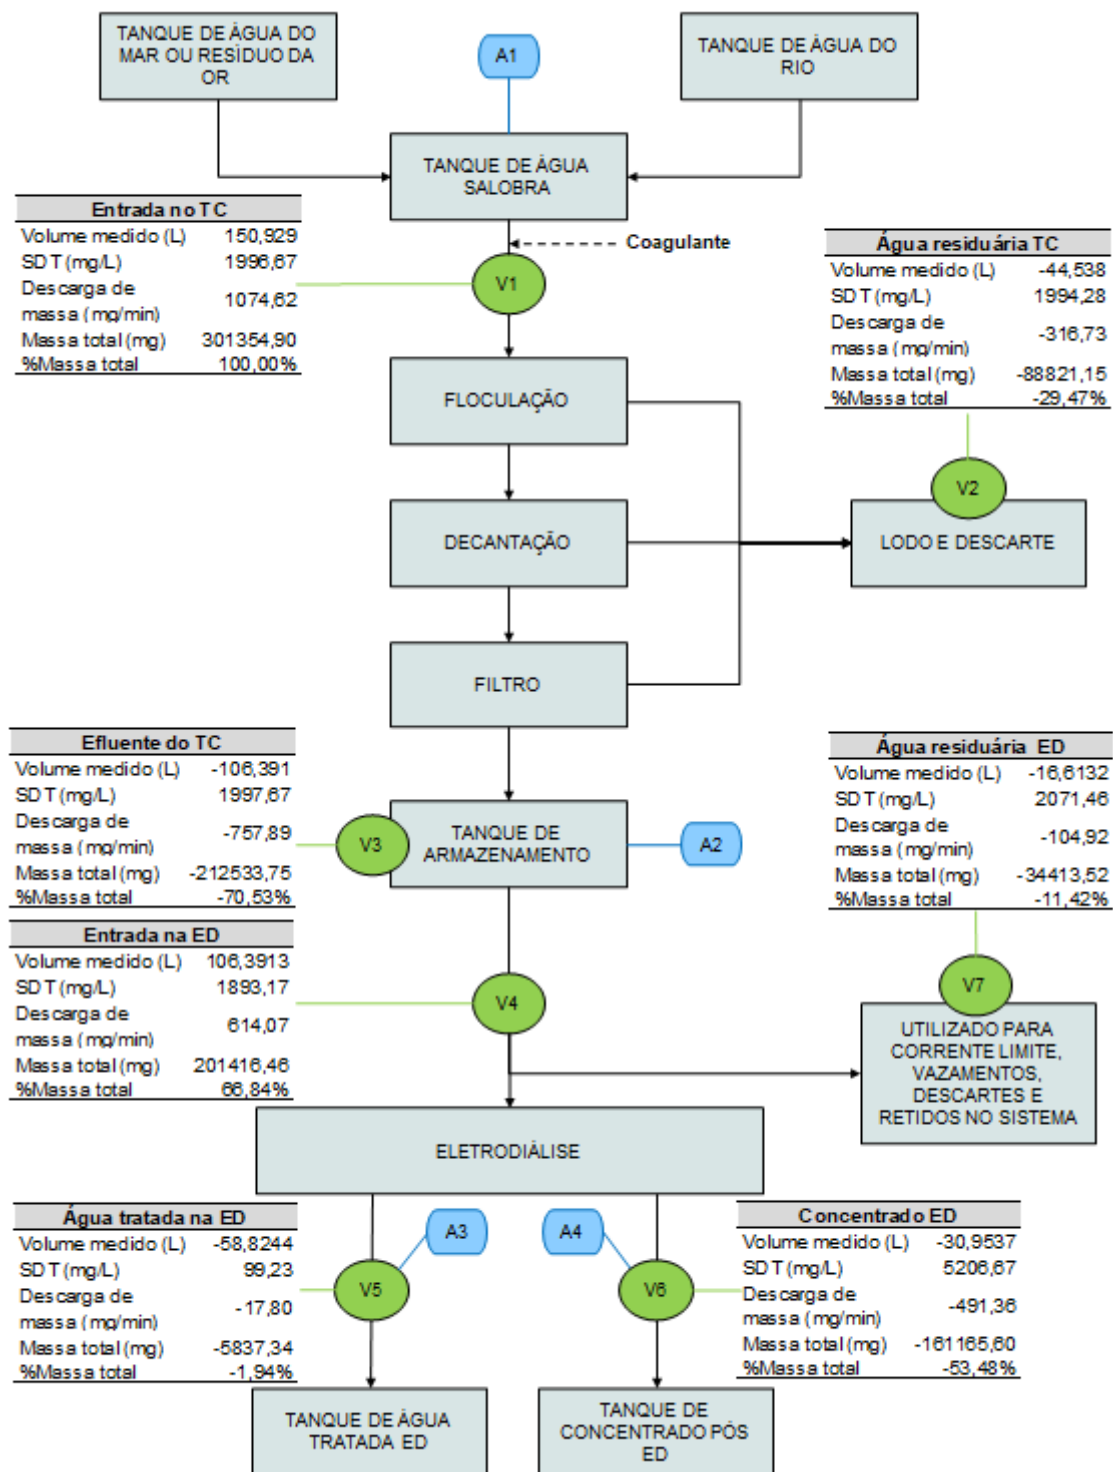 TANQUE DE ÁGUA DO
MAR OU RESÍDUO DA
OR
A1
TANQUE DE ÁGUA DO
RIO
TANQUE DE ÁGUA
SALOBRA
Entrada no TC
Volume medido (L) 150,929
SDT (mg/L) 1996,67
Descarga de
massa (mg/min) 1074,62
Massa total (mg) 301354,90
%Massa total 100,00%
Coagulante
V1
Água residuária TC
Volume medido (L) -44,538
SDT (mg/L) 1994,28
Descarga de
massa (mg/min) -316,73
Massa total (mg) -88821,15
%Massa total -29,47%
FLOCULAÇÃO
V2
DECANTAÇÃO
LODO E DESCARTE
FILTRO
Efluente do TC
Volume medido (L) -106,391
SDT (mg/L) 1997,67
Descarga de
massa (mg/min) -757,89
Massa total (mg) -212533,75
%Massa total -70,53%
V3
TANQUE DE
ARMAZENAMENTO
A2
Água residuária ED
Volume medido (L) -16,6132
SDT (mg/L) 2071,46
Descarga de
massa (mg/min) -104,92
Massa total (mg) -34413,52
%Massa total -11,42%
Entrada na ED
Volume medido (L) 106,3913
SDT (mg/L) 1893,17
Descarga de
massa (mg/min) 614,07
Massa total (mg) 201416,46
%Massa total 66,84%
V4
V7
UTILIZADO PARA
CORRENTE LIMITE,
VAZAMENTOS,
DESCARTES E
RETIDOS NO SISTEMA
ELETRODIÁLISE
Água tratada na ED
Volume medido (L) -58,8244
SDT (mg/L) 99,23
Descarga de
massa (mg/min) -17,80
Massa total (mg) -5837,34
%Massa total -1,94%
A3
V5
A4
V6
Concentrado ED
Volume medido (L) -30,9537
SDT (mg/L) 5206,67
Descarga de
massa (mg/min) -491,36
Massa total (mg) -161165,60
%Massa total -53,48%
TANQUE DE ÁGUA
TRATADA ED
TANQUE DE
CONCENTRADO PÓS
ED